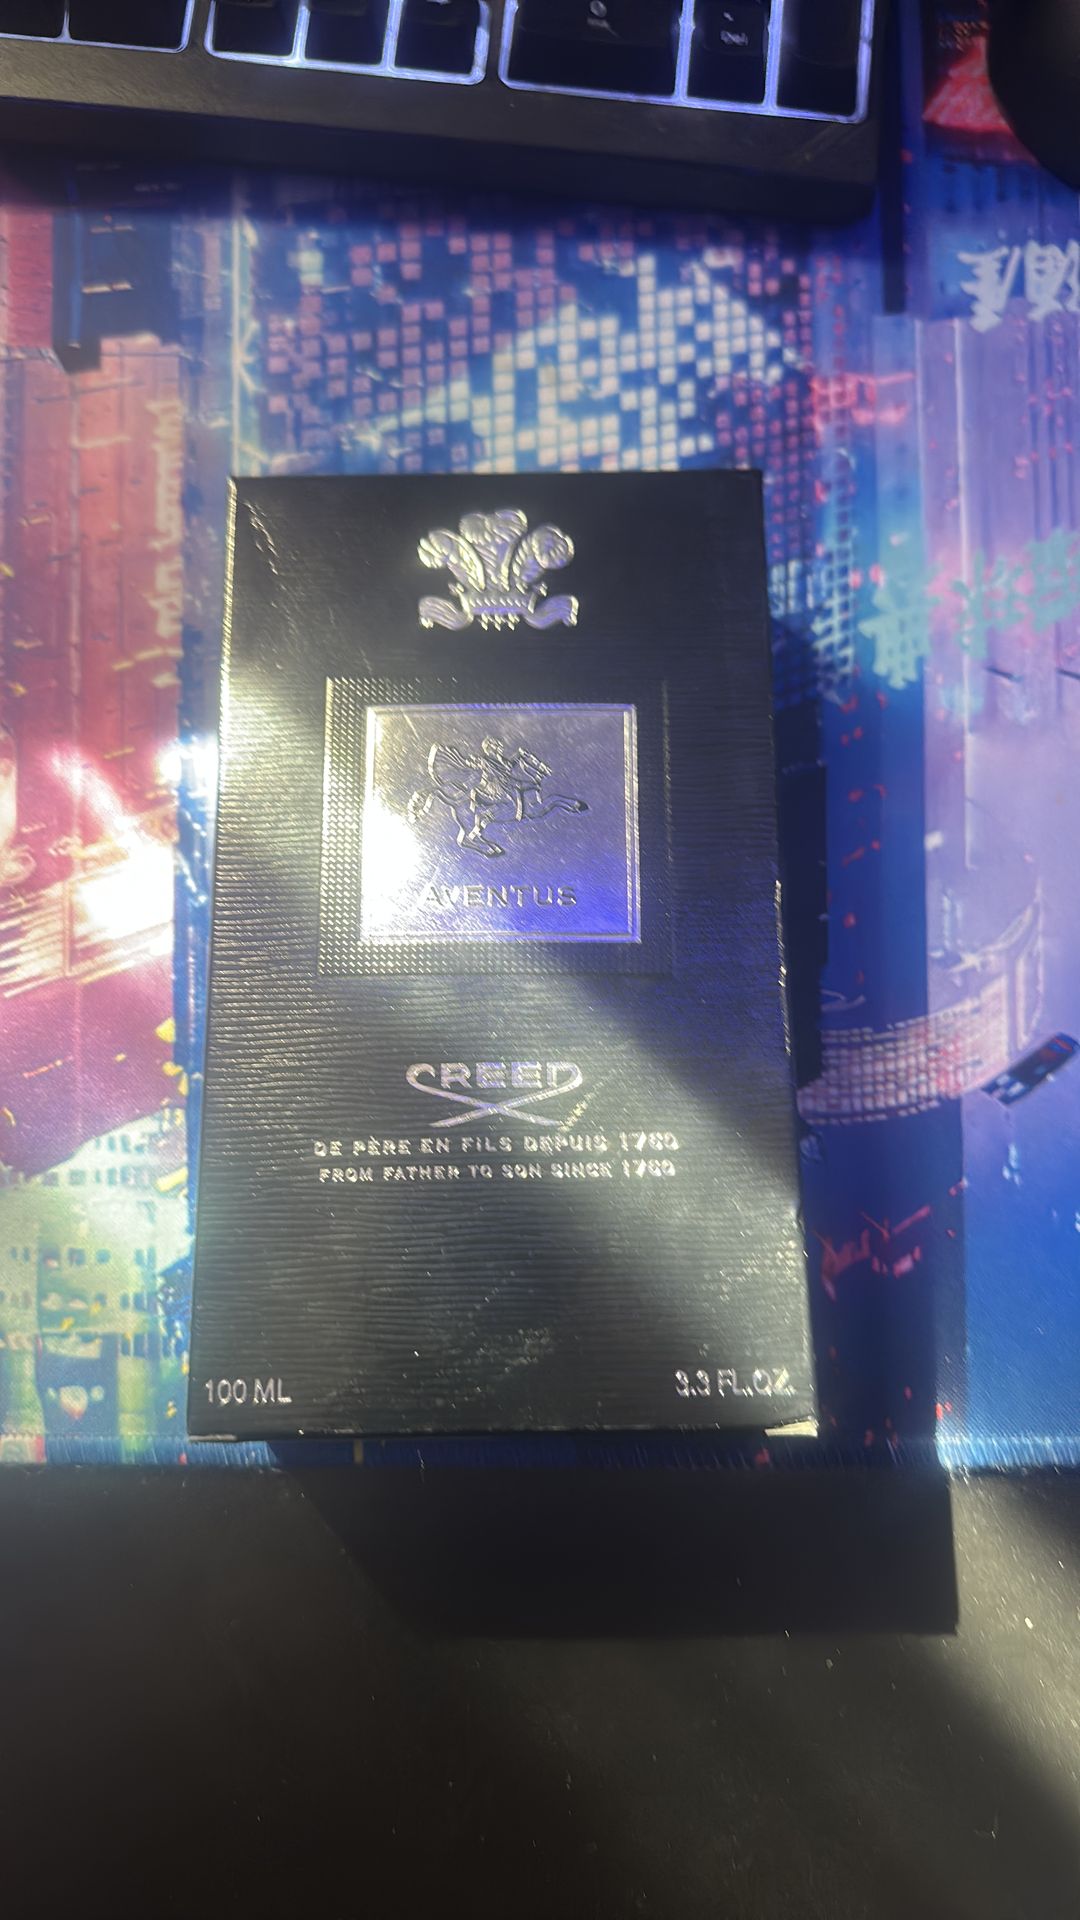 Del
AVENTUS
CREED
DE PÈRE EN FILS DEPUIS 1760
FROM FATHER TO SON SINCE 1760
100 ML
3.3 FL.OZ.